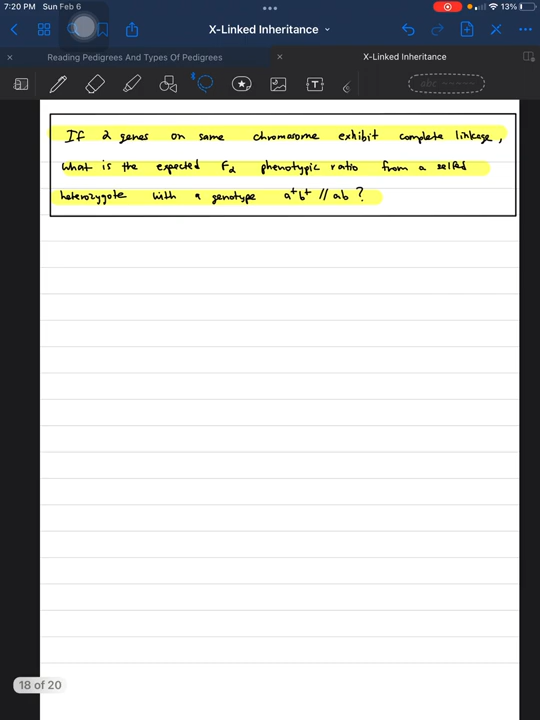 7:20 PM Sun Feb 6
13%
X-Linked Inheritance
Reading Pedigrees And Types Of Pedigrees
X-Linked Inheritance
If 2 genes on same chromosome exhibit complete linkage,
what is the expected F2 phenotypic ratio from a selfed
heterozygote with a genotype a+b+ // ab ?
18 of 20